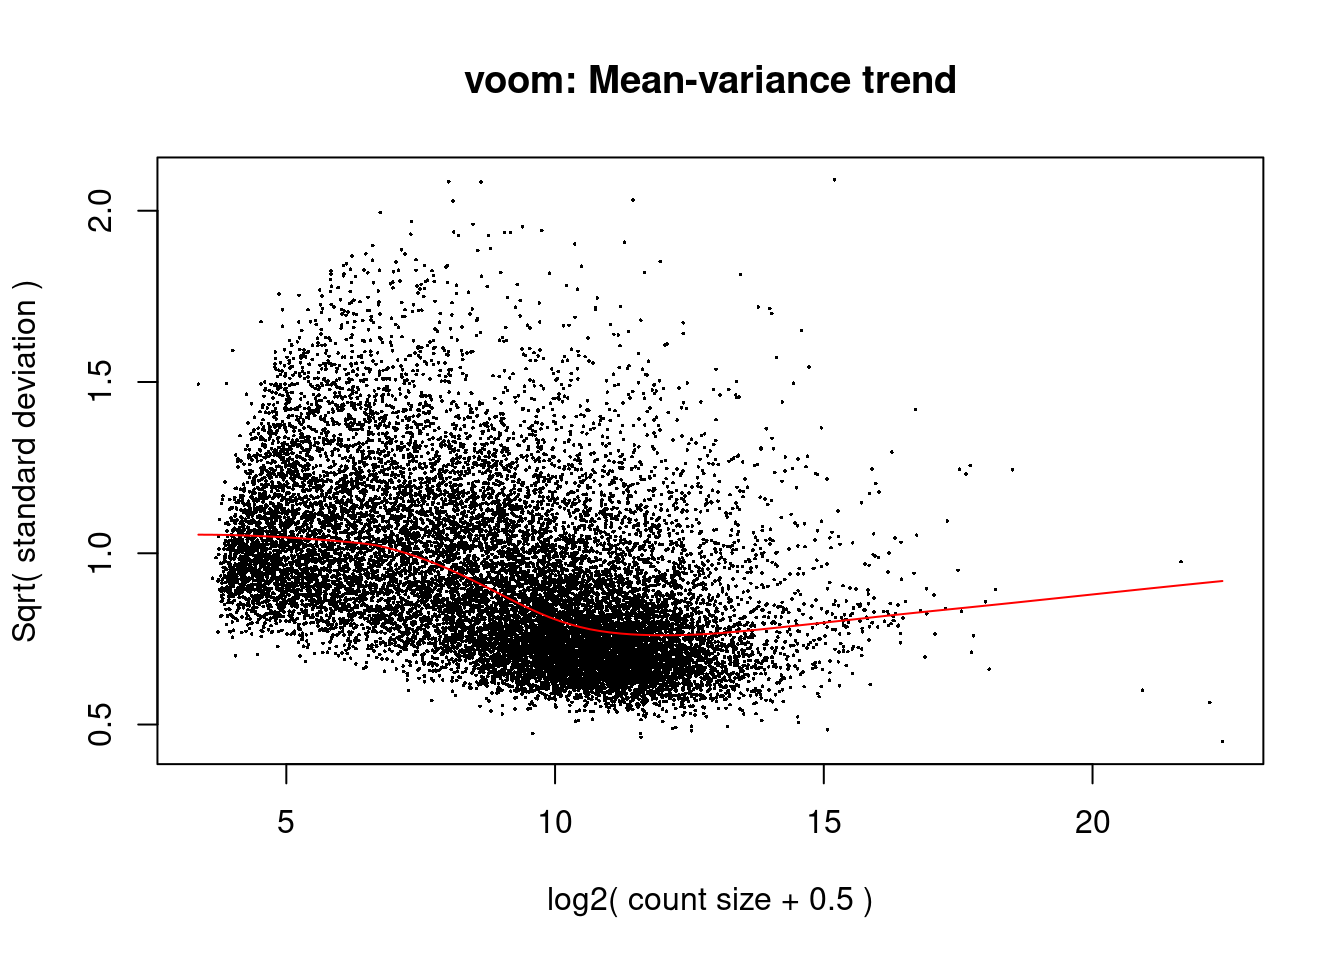 voom: Mean-variance trend
Sqrt( standard deviation )
2.0
1.5
1.0
0.5
5 10 15 20
log2( count size + 0.5 )